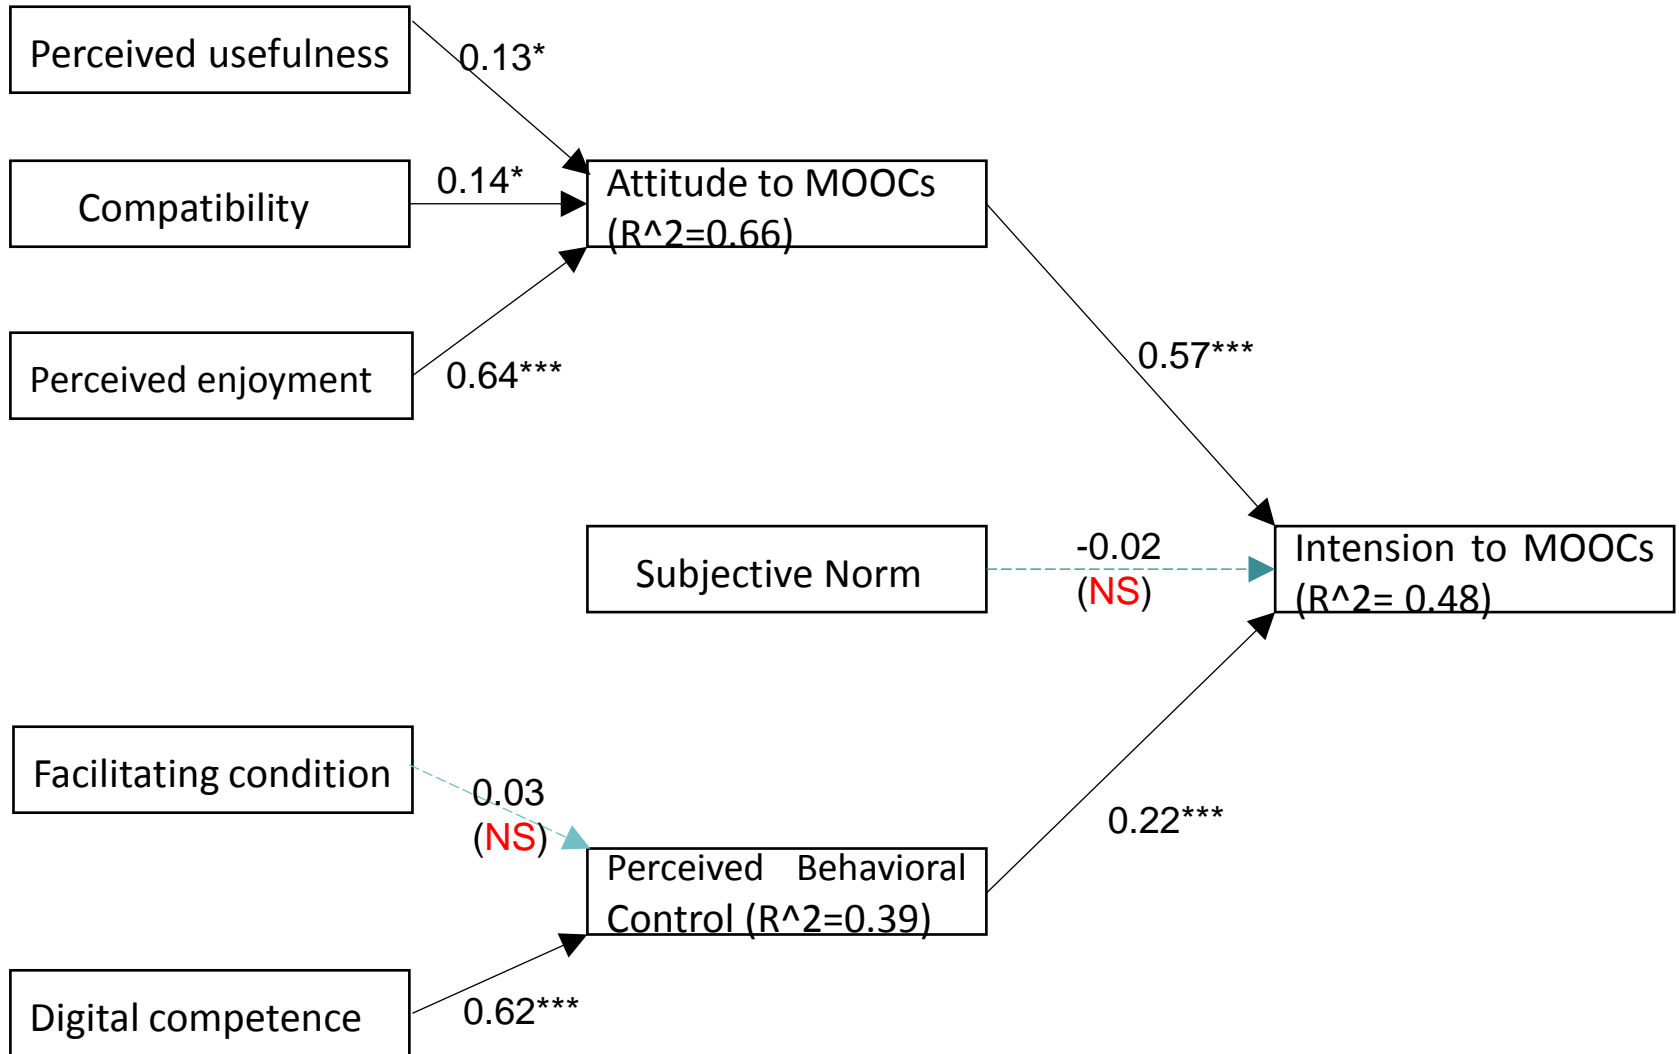 Perceived usefulness
0.13*
Compatibility
0.14*
Attitude to MOOCs
(R^2=0.66)
Perceived enjoyment
0.64***
0.57***
Subjective Norm
-0.02
(NS)
Intension to MOOCs
(R^2= 0.48)
Facilitating condition
0.03
(NS)
0.22***
Perceived Behavioral
Control (R^2=0.39)
Digital competence
0.62***